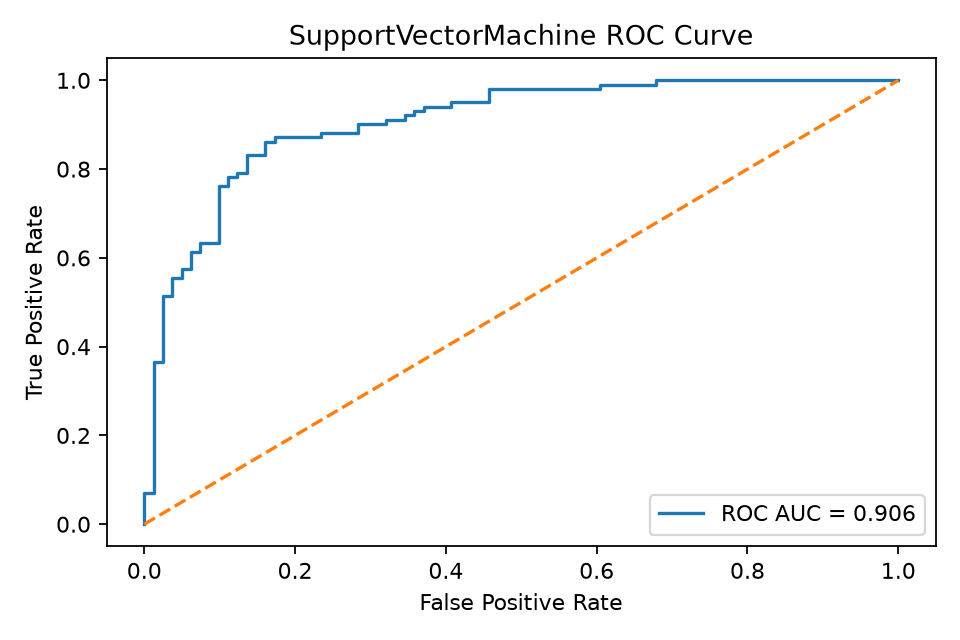 SupportVectorMachine ROC Curve
True Positive Rate
1.0
0.8
0.6
0.4
0.2
0.0
ROC AUC = 0.906
0.0 0.2 0.4 0.6 0.8 1.0
False Positive Rate